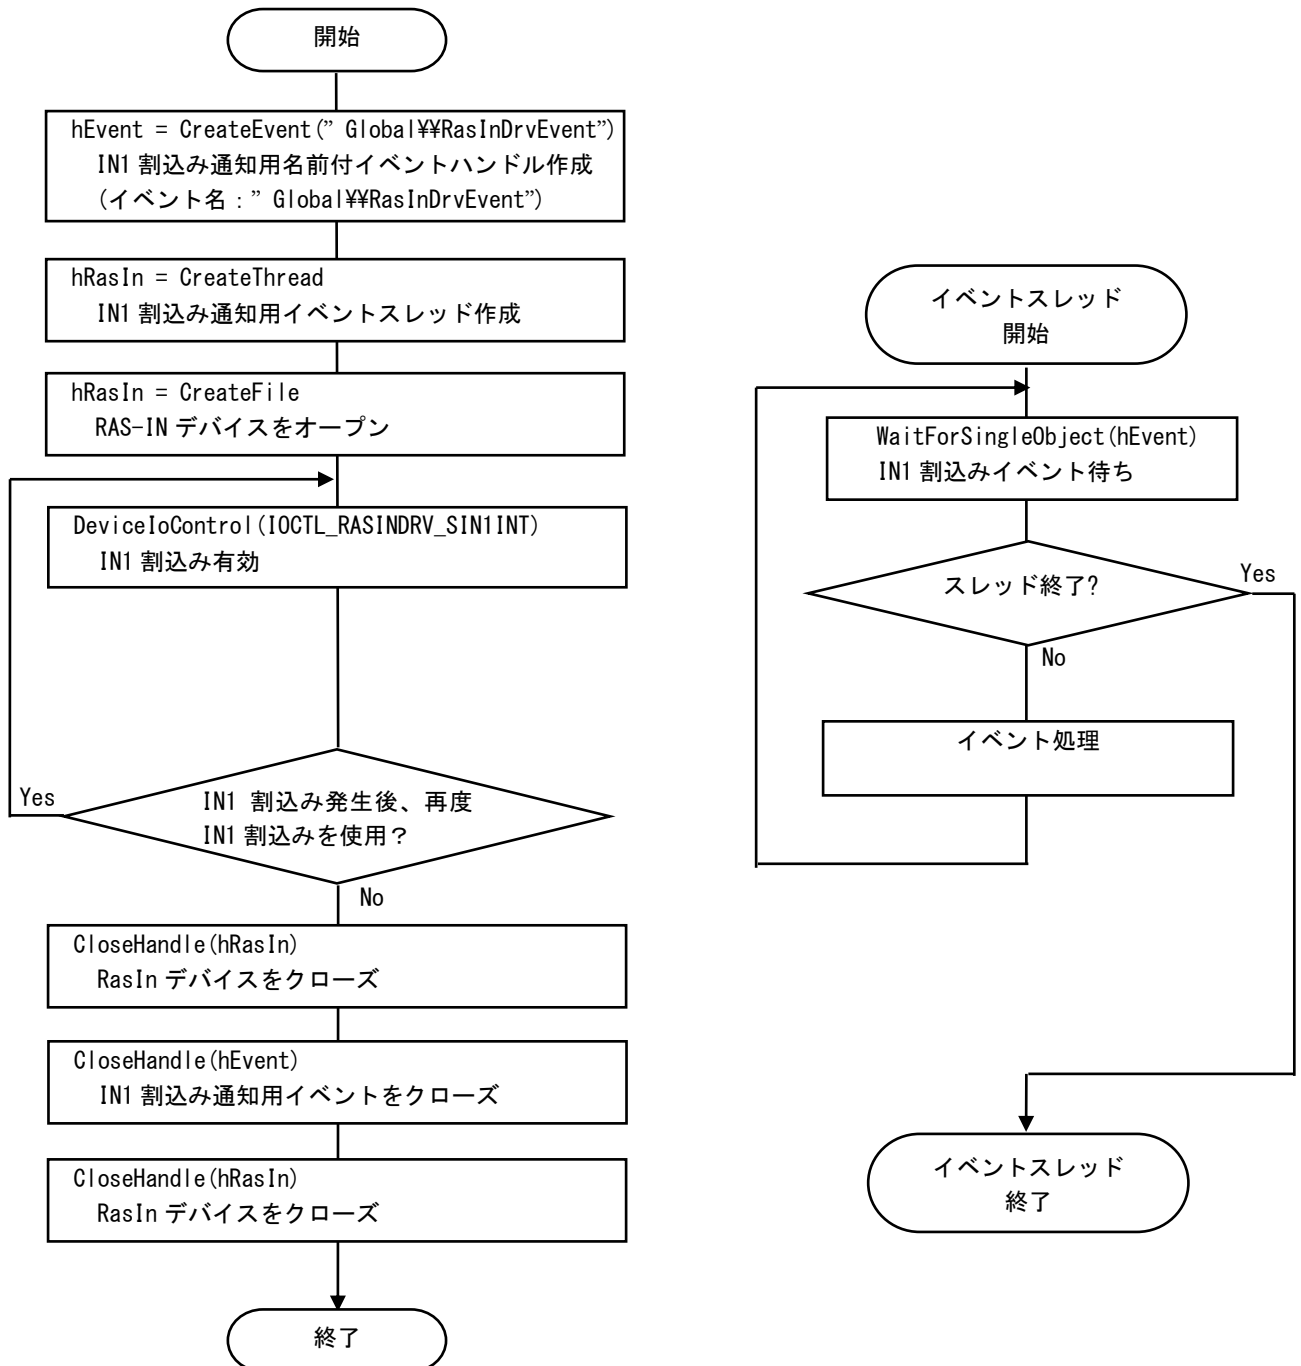 開始
hEvent = CreateEvent(” Global¥¥RasInDrvEvent”)
IN1 割込み通知用名前付イベントハンドル作成
(イベント名：” Global¥¥RasInDrvEvent”)
hRasIn = CreateThread
IN1 割込み通知用イベントスレッド作成
hRasIn = CreateFile
RAS-IN デバイスをオープン
DeviceIoControl(IOCTL_RASINDRV_SIN1INT)
IN1 割込み有効
Yes
IN1 割込み発生後、再度
IN1 割込みを使用？
No
CloseHandle(hRasIn)
RasIn デバイスをクローズ
CloseHandle(hEvent)
IN1 割込み通知用イベントをクローズ
CloseHandle(hRasIn)
RasIn デバイスをクローズ
終了
イベントスレッド
開始
WaitForSingleObject(hEvent)
IN1 割込みイベント待ち
スレッド終了?
Yes
No
イベント処理
イベントスレッド
終了